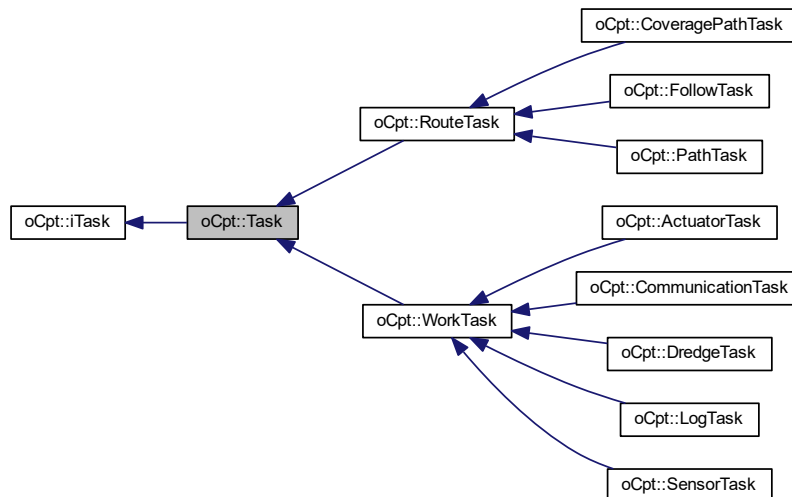 oCpt::CoveragePathTask
oCpt::FollowTask
oCpt::RouteTask
oCpt::PathTask
oCpt::iTask
oCpt::Task
oCpt::ActuatorTask
oCpt::CommunicationTask
oCpt::WorkTask
oCpt::DredgeTask
oCpt::LogTask
oCpt::SensorTask